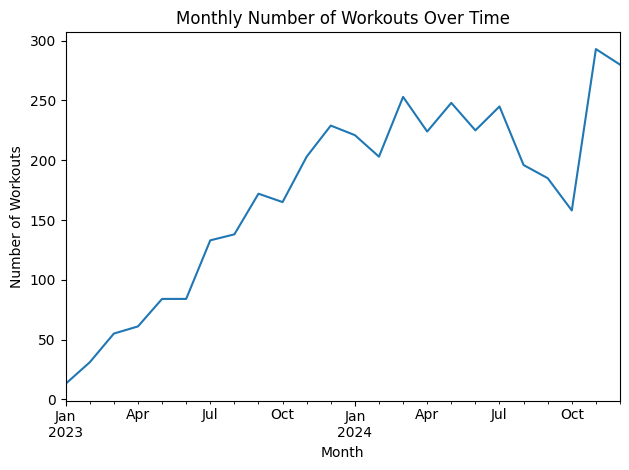 Monthly Number of Workouts Over Time
300
250
200
150
100
50
0
Number of Workouts
Jan Apr Jul Oct Jan Apr Jul Oct
2023 2024
Month